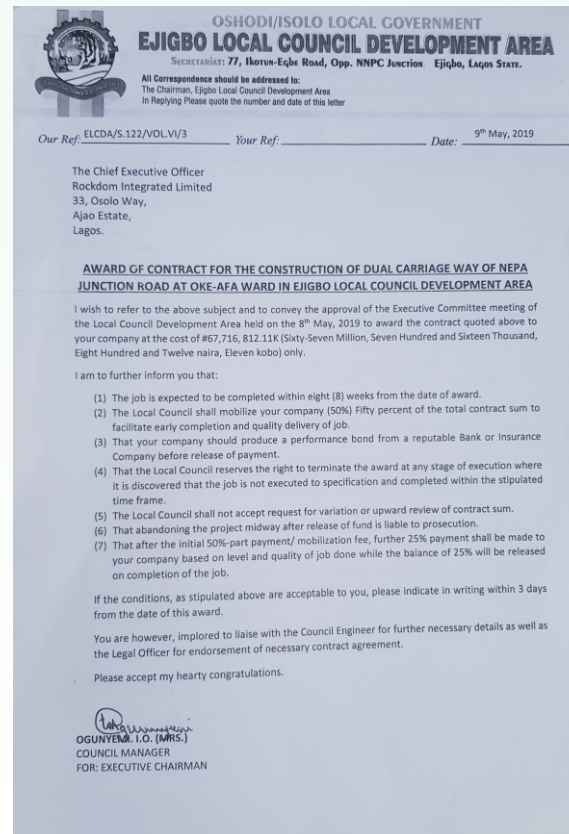 OSHODI/ISOLO LOCAL GOVERNMENT
EJIGBO LOCAL COUNCIL DEVELOPMENT AREA
SECRETARIAT: 77, Ikotun-Egbe Road, Opp. NNPC Junction Ejigbo, Lagos State.
All Correspondence should be addressed to:
The Chairman, Ejigbo Local Council Development Area
In Replying Please quote the number and date of this letter
Our Ref: ELCDA/S.122/VOL.VI/3 Your Ref: Date: 9th May, 2019
The Chief Executive Officer
Rockdom Integrated Limited
33, Osolo Way,
Ajao Estate,
Lagos.
AWARD OF CONTRACT FOR THE CONSTRUCTION OF DUAL CARRIAGE WAY OF NEPA
JUNCTION ROAD AT OKE-AFA WARD IN EJIGBO LOCAL COUNCIL DEVELOPMENT AREA
I wish to refer to the above subject and to convey the approval of the Executive Committee meeting of
the Local Council Development Area held on the 8th May, 2019 to award the contract quoted above to
your company at the cost of #67,716, 812.11K (Sixty-Seven Million, Seven Hundred and Sixteen Thousand,
Eight Hundred and Twelve naira, Eleven kobo) only.
I am to further inform you that:
(1) The job is expected to be completed within eight (8) weeks from the date of award.
(2) The Local Council shall mobilize your company (50%) Fifty percent of the total contract sum to
facilitate early completion and quality delivery of job.
(3) That your company should produce a performance bond from a reputable Bank or Insurance
Company before release of payment.
(4) That the Local Council reserves the right to terminate the award at any stage of execution where
it is discovered that the job is not executed to specification and completed within the stipulated
time frame.
(5) The Local Council shall not accept request for variation or upward review of contract sum.
(6) That abandoning the project midway after release of fund is liable to prosecution.
(7) That after the initial 50%-part payment/ mobilization fee, further 25% payment shall be made to
your company based on level and quality of job done while the balance of 25% will be released
on completion of the job.
If the conditions, as stipulated above are acceptable to you, please indicate in writing within 3 days
from the date of this award.
You are however, implored to liaise with the Council Engineer for further necessary details as well as
the Legal Officer for endorsement of necessary contract agreement.
Please accept my hearty congratulations.
OGUNYEMI. I.O. (MRS.)
COUNCIL MANAGER
FOR: EXECUTIVE CHAIRMAN